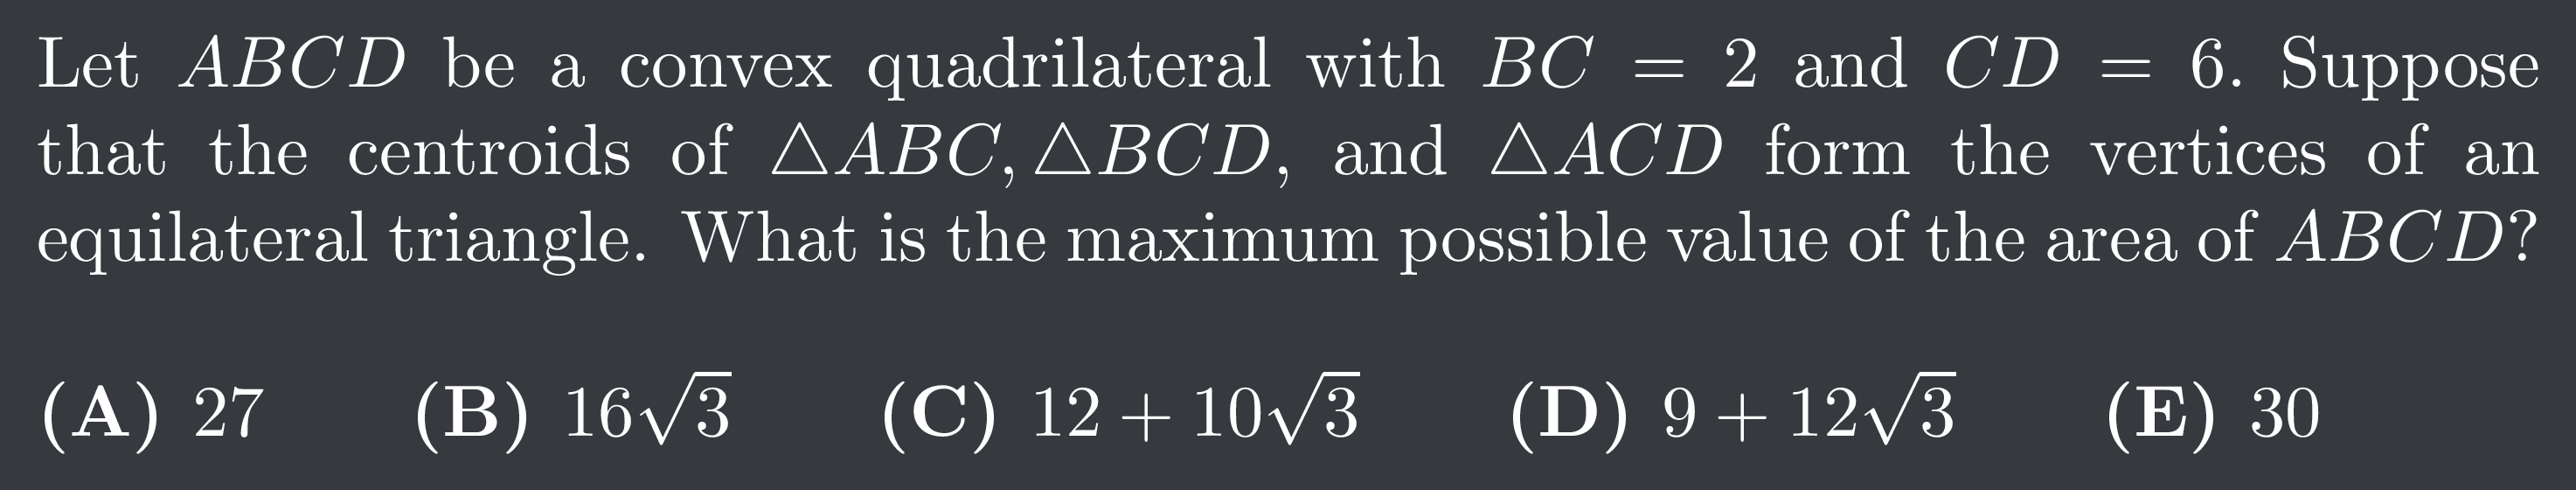 Let ABCD be a convex quadrilateral with BC = 2 and CD = 6. Suppose
that the centroids of △ABC, △BCD, and △ACD form the vertices of an
equilateral triangle. What is the maximum possible value of the area of ABCD?
(A) 27 (B) 16√3 (C) 12 + 10√3 (D) 9 + 12√3 (E) 30